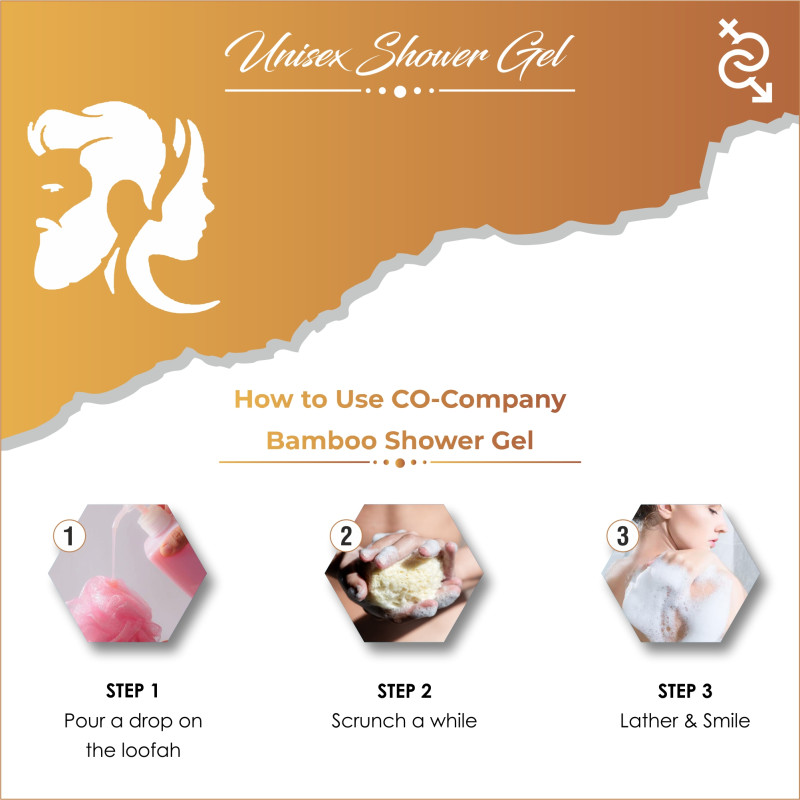 Unisex Shower Gel
How to Use CO-Company
Bamboo Shower Gel
1
2
3
STEP 1
STEP 2
STEP 3
Pour a drop on
the loofah
Scrunch a while
Lather & Smile